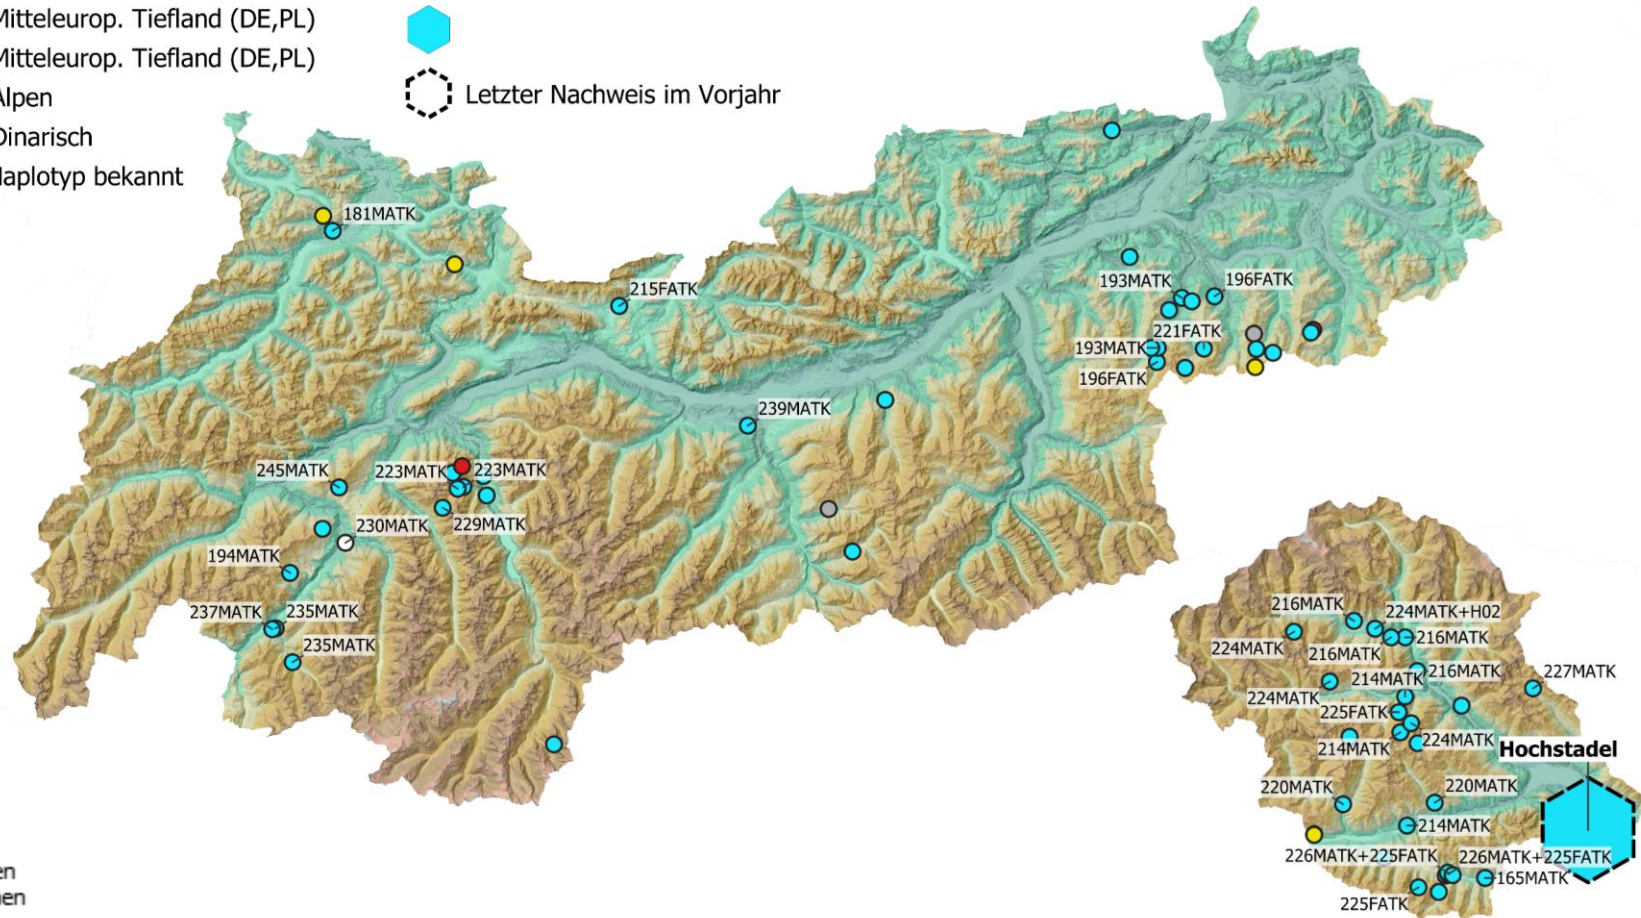 Mitteleurop. Tiefland (DE,PL)
Mitteleurop. Tiefland (DE,PL)
Alpen
Dinarisch
Haplotyp bekannt
Letzter Nachweis im Vorjahr
181MATK
215FATK
193MATK
196FATK
221FATK
193MATK
196FATK
239MATK
245MATK
223MATK
223MATK
229MATK
230MATK
194MATK
237MATK
235MATK
235MATK
216MATK
224MATK+H02
224MATK
216MATK
216MATK
214MATK
216MATK
227MATK
224MATK
225FATK
214MATK
224MATK
Hochstadel
220MATK
220MATK
214MATK
226MATK+225FATK
226MATK+225FATK
165MATK
225FATK
en
en